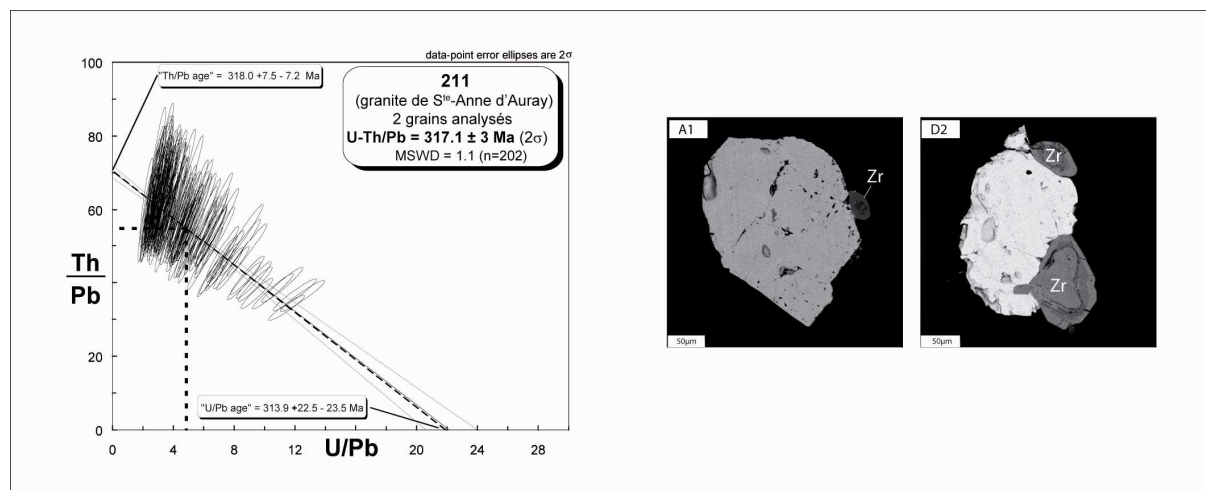 data-point error ellipses are 2σ
"Th/Pb age" = 318.0 +7.5 - 7.2 Ma
211
(granite de Ste-Anne d'Auray)
2 grains analysés
U-Th/Pb = 317.1 ± 3 Ma (2σ)
MSWD = 1.1 (n=202)
100
80
60
40
20
0
Th
Pb
"U/Pb age" = 313.9 +22.5 - 23.5 Ma
0 4 8 12 16 20 24 28
U/Pb
A1
Zr
50µm
D2
Zr
Zr
50µm